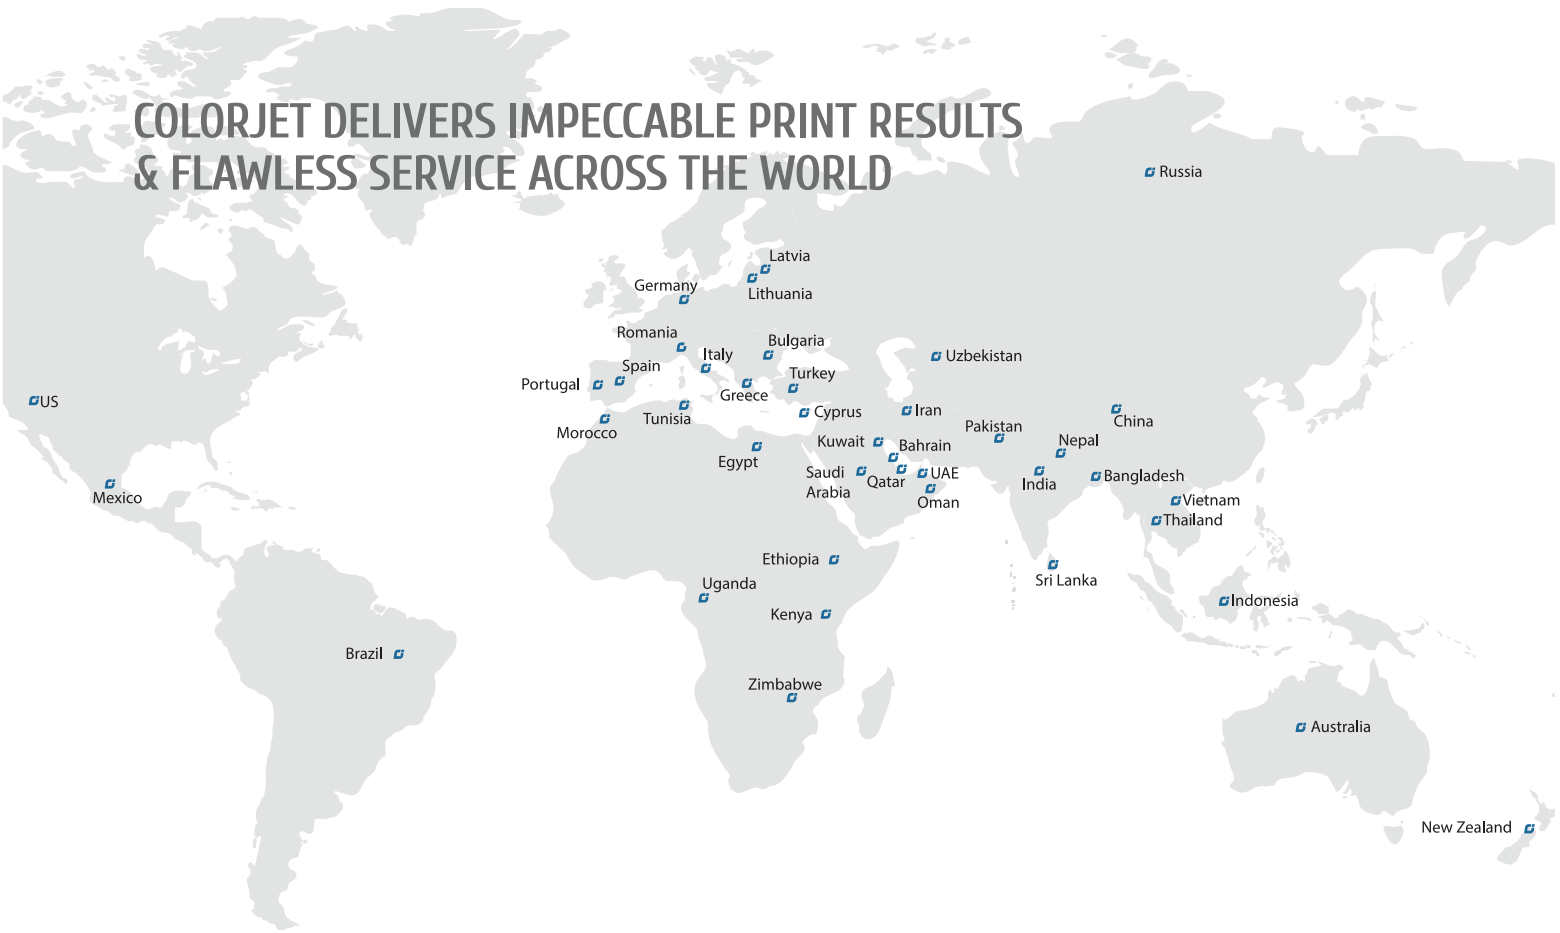 COLORJET DELIVERS IMPECCABLE PRINT RESULTS
& FLAWLESS SERVICE ACROSS THE WORLD
Russia
Latvia
Germany
Lithuania
Romania
Bulgaria
Italy
Uzbekistan
Spain
Turkey
Portugal
Greece
US
Cyprus
Iran
Tunisia
China
Morocco
Pakistan
Kuwait
Nepal
Bahrain
Egypt
Saudi
Arabia
Qatar
UAE
India
Bangladesh
Mexico
Oman
Vietnam
Thailand
Ethiopia
Sri Lanka
Uganda
Indonesia
Kenya
Brazil
Zimbabwe
Australia
New Zealand